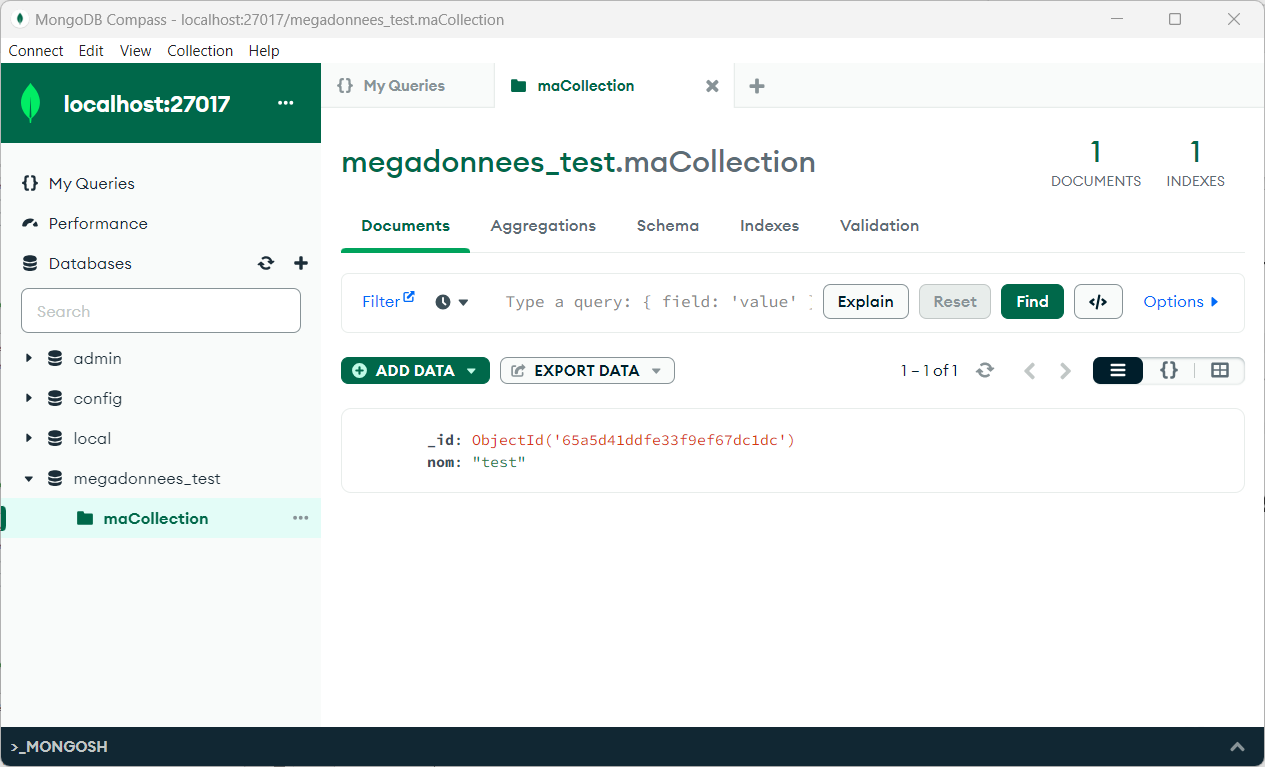 MongoDB Compass - localhost:27017/megadonnees_test.maCollection
Connect Edit View Collection Help
localhost:27017 ...
{} My Queries
maCollection
My Queries
Performance
Databases
Search
admin
config
local
megadonnees_test
maCollection
megadonnees_test.maCollection
1 DOCUMENTS
1 INDEXES
Documents Aggregations Schema Indexes Validation
Filter Type a query: { field: 'value' Explain Reset Find </> Options
ADD DATA EXPORT DATA 1 – 1 of 1 {}
_id: ObjectId('65a5d41ddfe33f9ef67dc1dc')
nom: "test"
>_MONGOSH